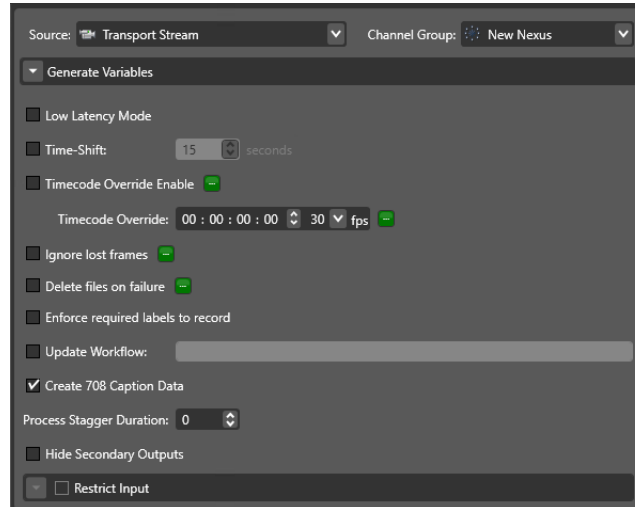 Source: Transport Stream Channel Group: New Nexus
Generate Variables
Low Latency Mode
Time-Shift: 15 seconds
Timecode Override Enable
Timecode Override: 00 : 00 : 00 : 00 30 fps
Ignore lost frames
Delete files on failure
Enforce required labels to record
Update Workflow:
Create 708 Caption Data
Process Stagger Duration: 0
Hide Secondary Outputs
Restrict Input